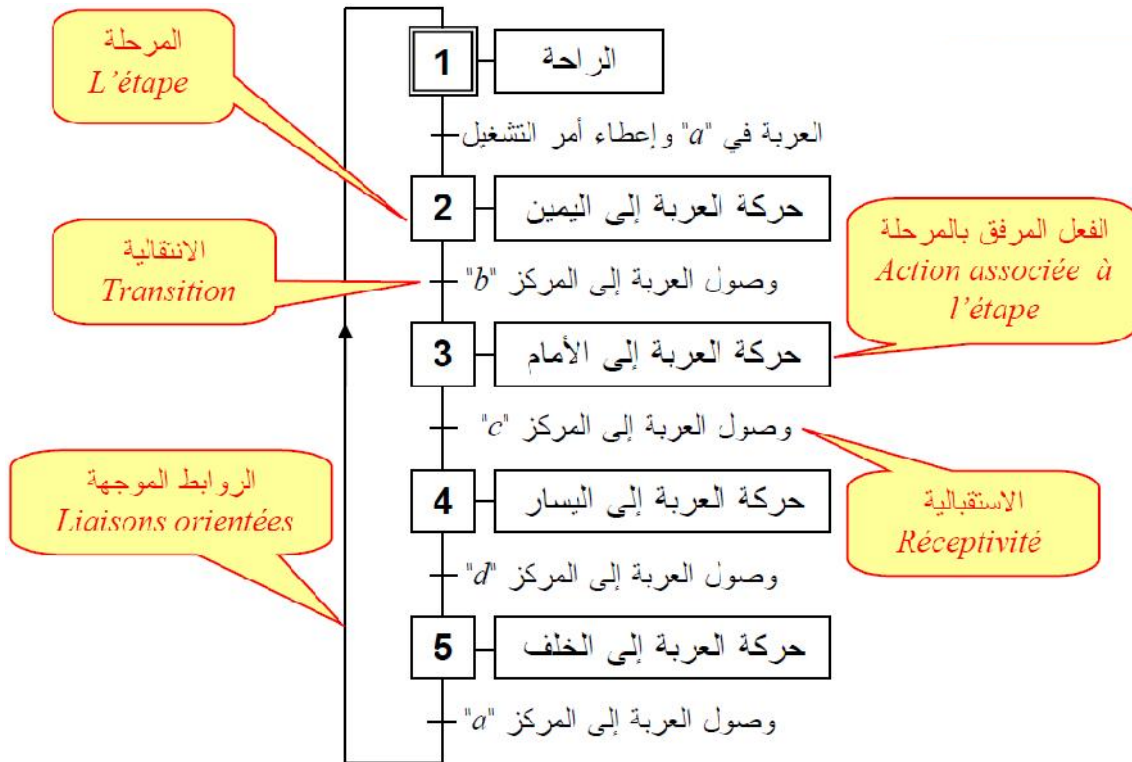 المرحلة
L'étape
1
الراحة
العربة في "a" وإعطاء أمر التشغيل
2
حركة العربة إلى اليمين
الفعل المرفق بالمرحلة
Action associée à
l'étape
الانتقالية
Transition
وصول العربة إلى المركز "b"
3
حركة العربة إلى الأمام
وصول العربة إلى المركز "c"
الروابط الموجهة
Liaisons orientées
4
حركة العربة إلى اليسار
الاستقبالية
Réceptivité
وصول العربة إلى المركز "d"
5
حركة العربة إلى الخلف
وصول العربة إلى المركز "a"